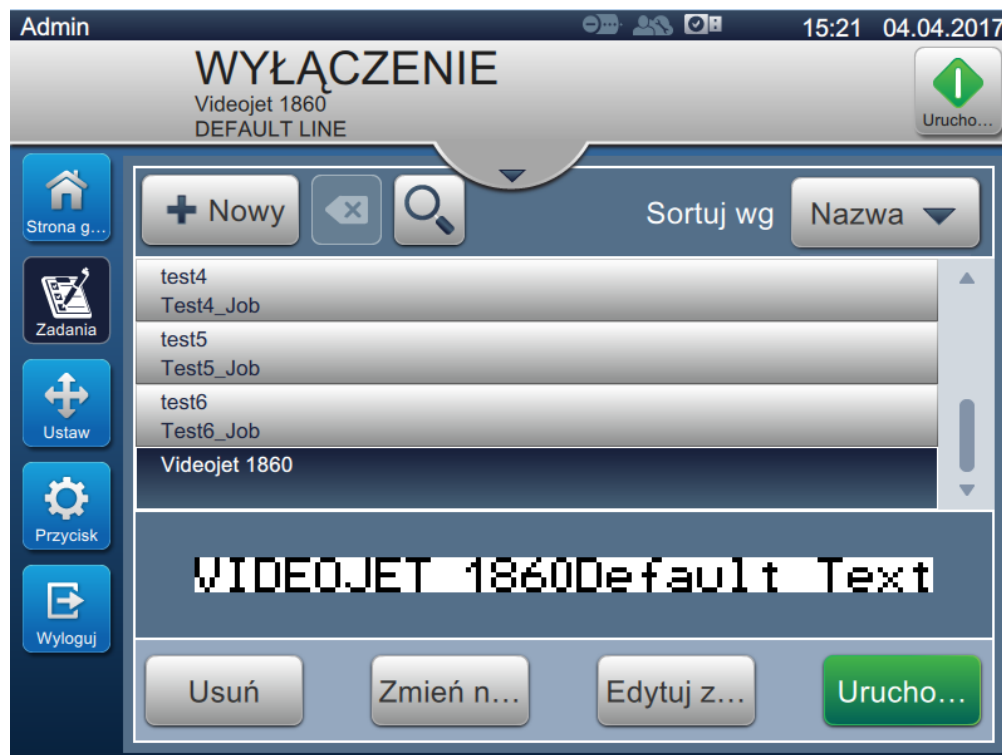 Admin
15:21 04.04.2017
WYŁĄCZENIE
Videojet 1860
DEFAULT LINE
Urucho...
Strona g...
Zadania
Ustaw
Przycisk
Wyloguj
Nowy
Sortuj wg
Nazwa
test4
Test4_Job
test5
Test5_Job
test6
Test6_Job
Videojet 1860
VIDEOJET 1860Default Text
Usuń
Zmień n...
Edytuj z...
Urucho...